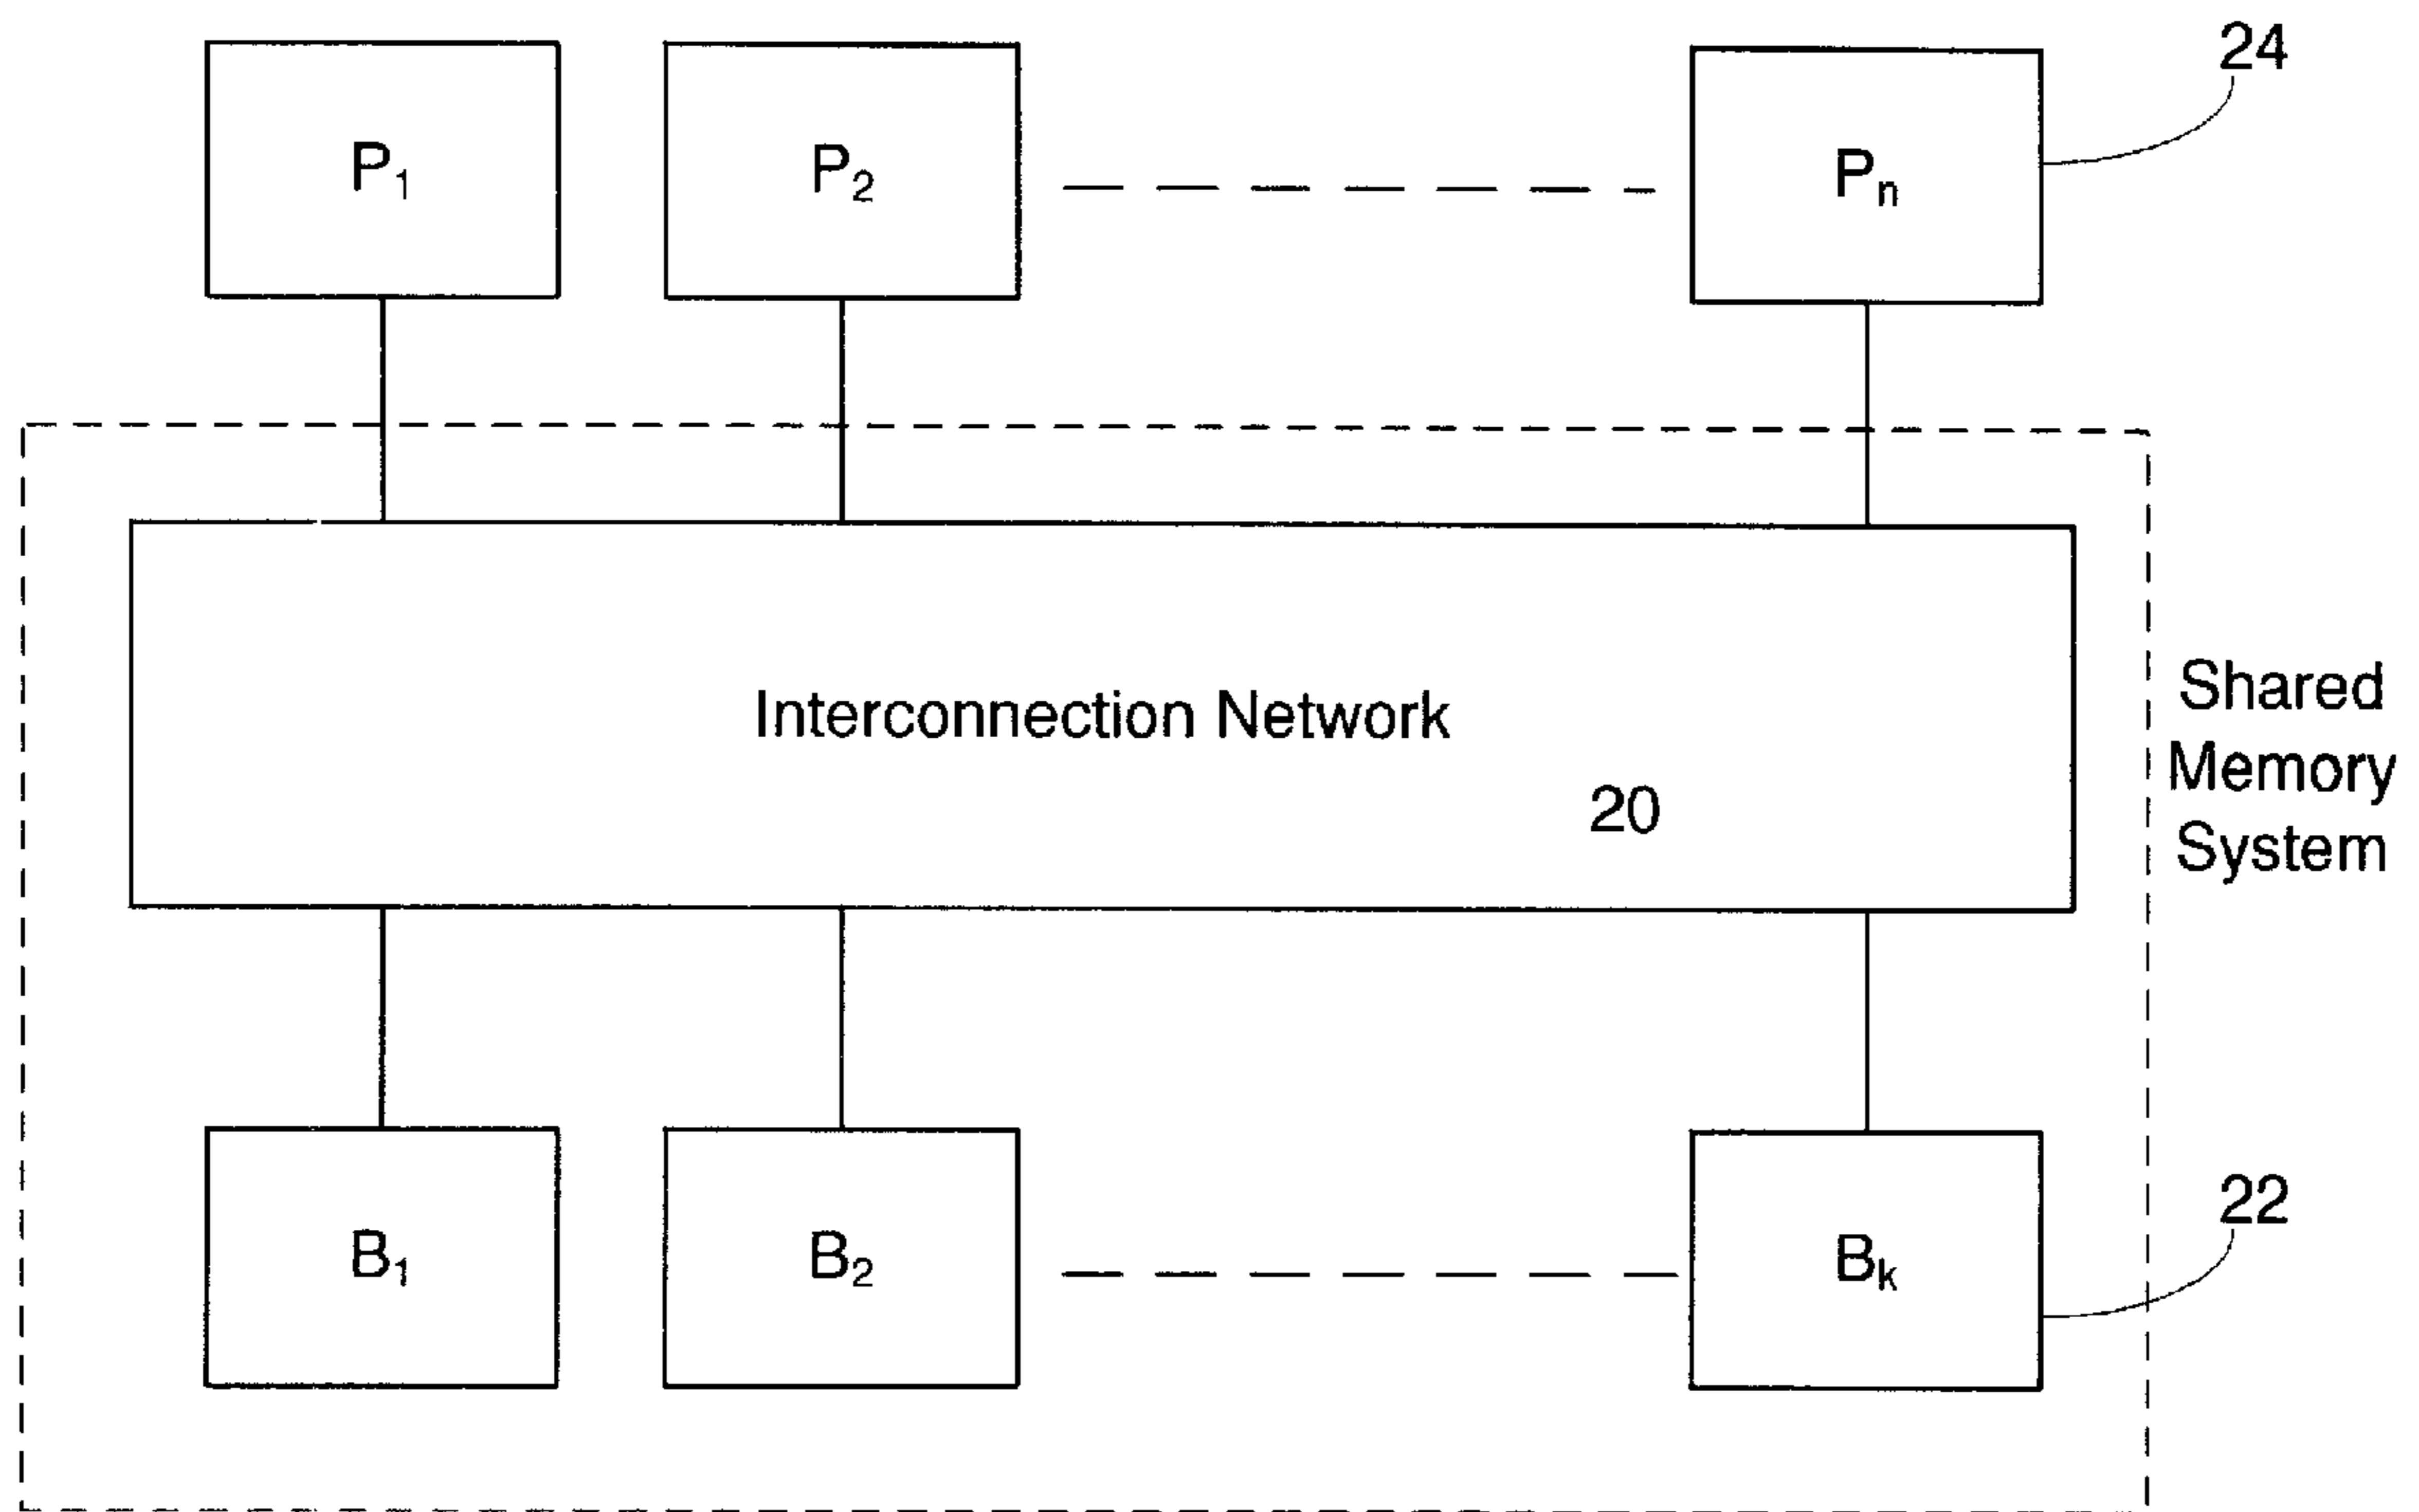 24
P₁
P₂
Pₙ
Interconnection Network
20
Shared
Memory
System
22
B₁
B₂
Bₖ